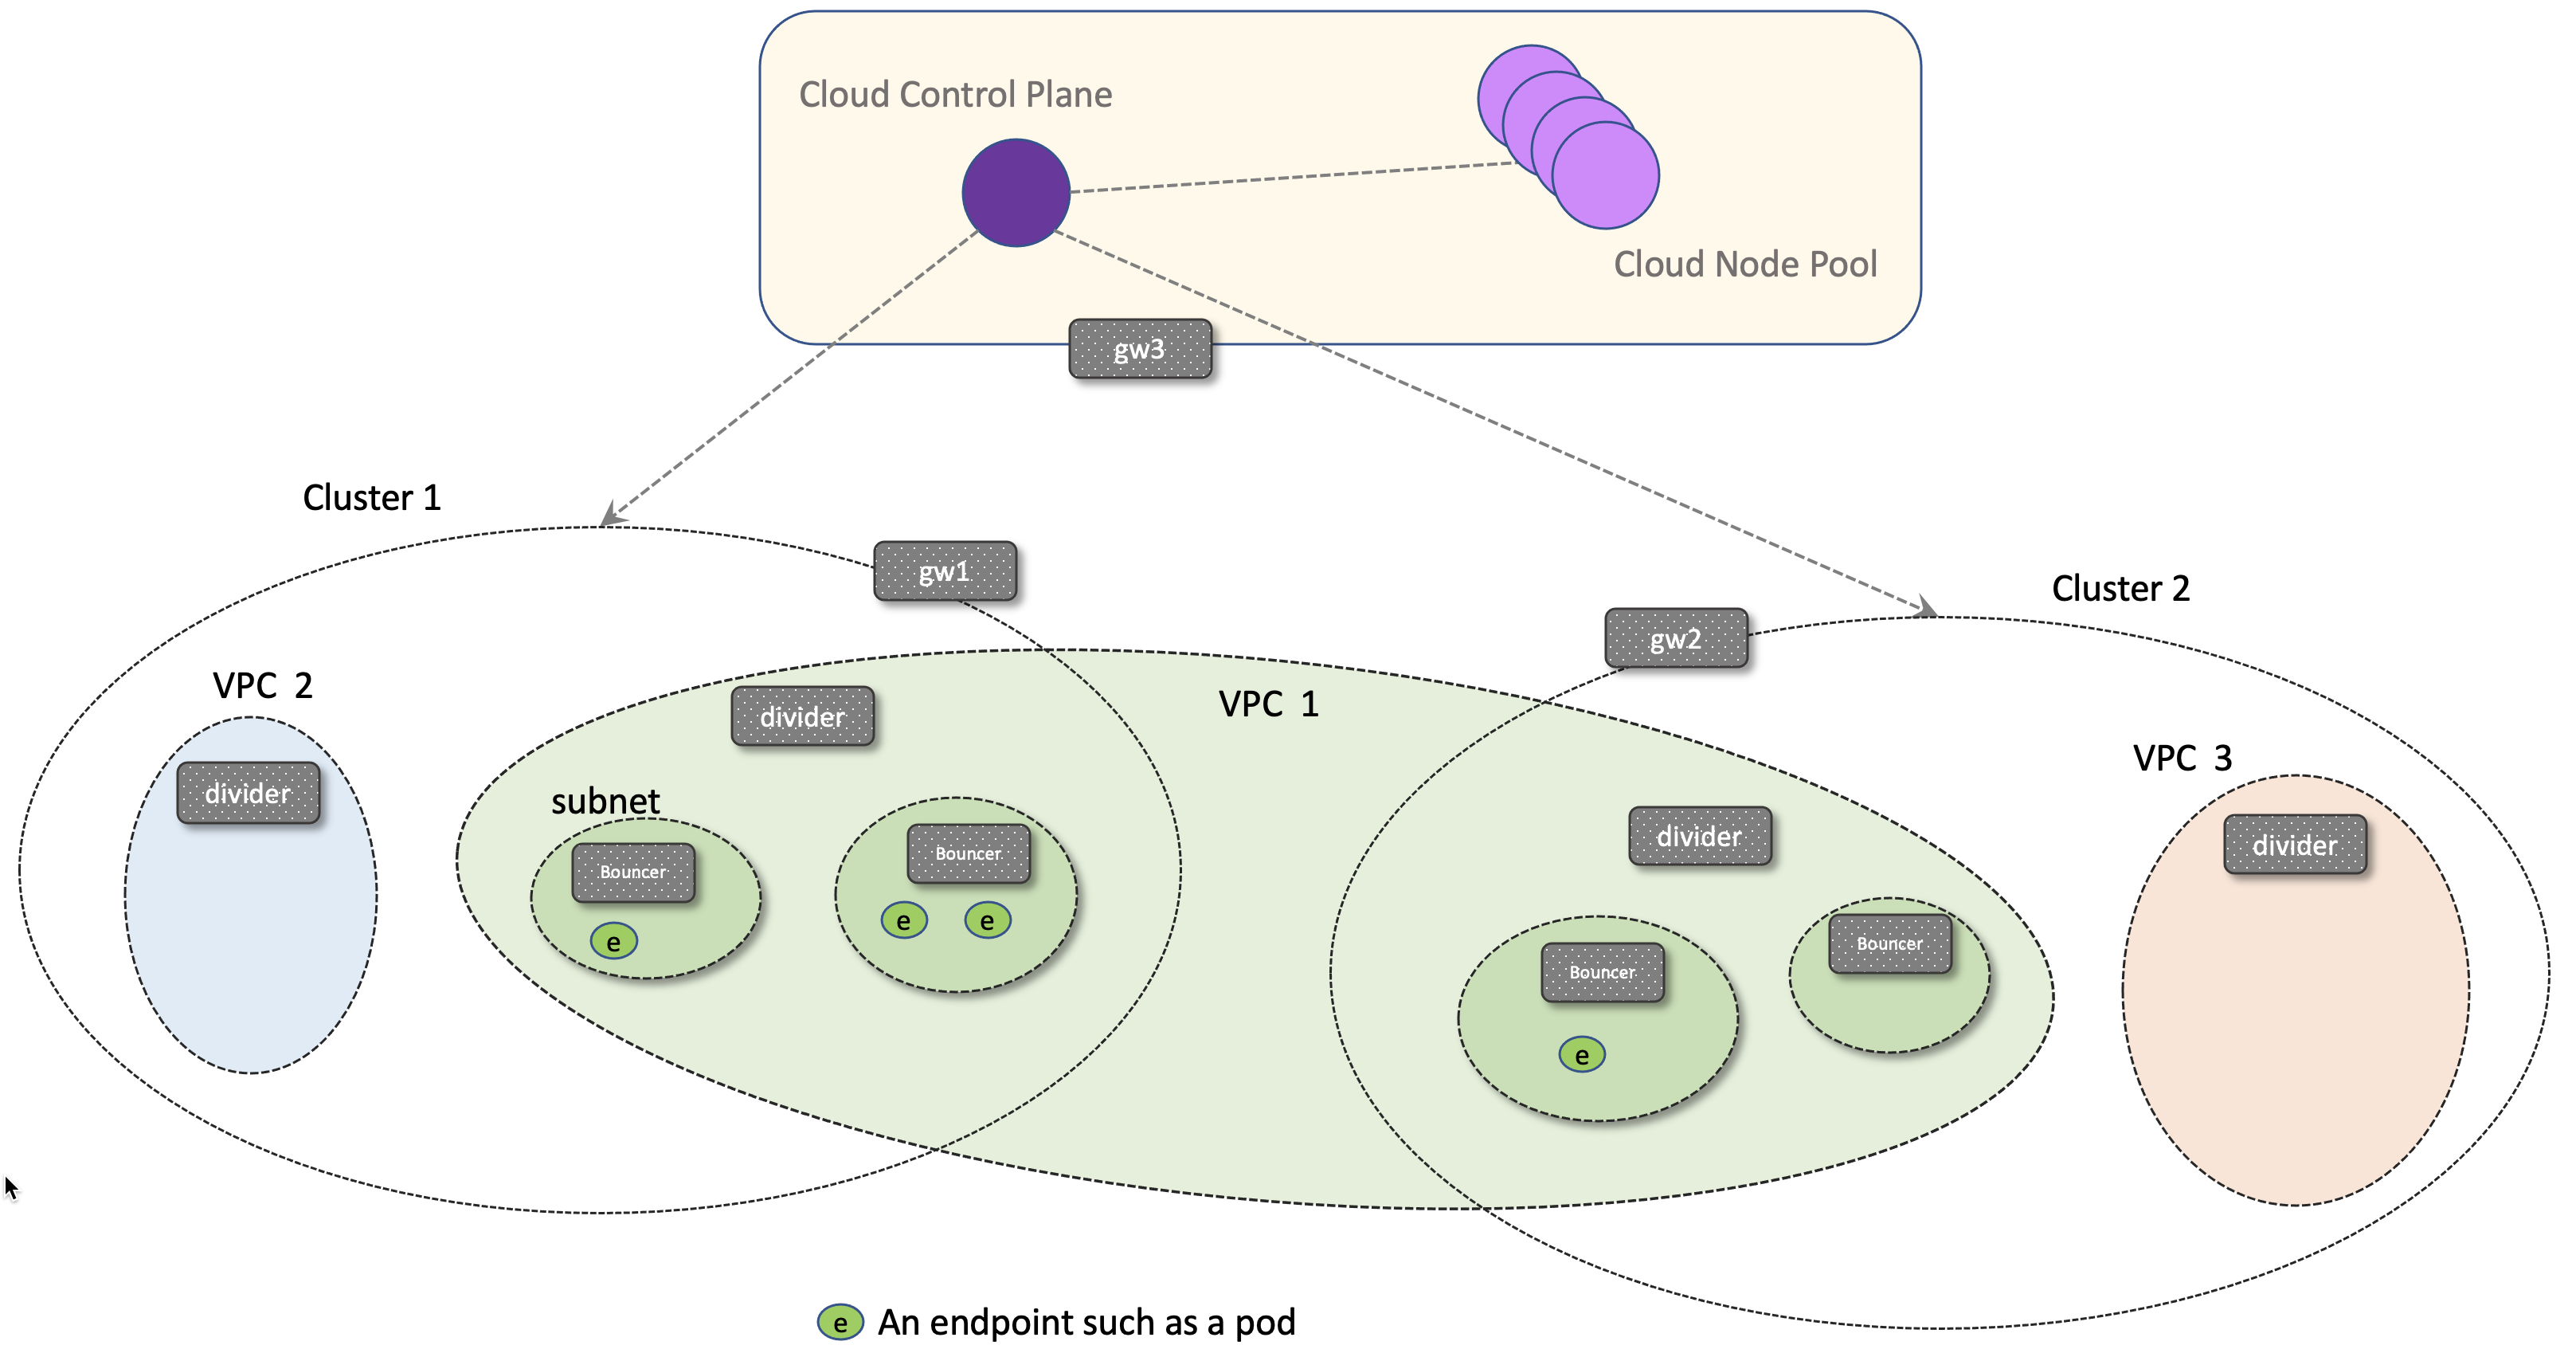 Cloud Control Plane
Cloud Node Pool
gw3
Cluster 1
gw1
Cluster 2
gw2
VPC 2
divider
VPC 1
divider
VPC 3
divider
divider
subnet
Bouncer
e
Bouncer
e e
Bouncer
e
Bouncer
e An endpoint such as a pod